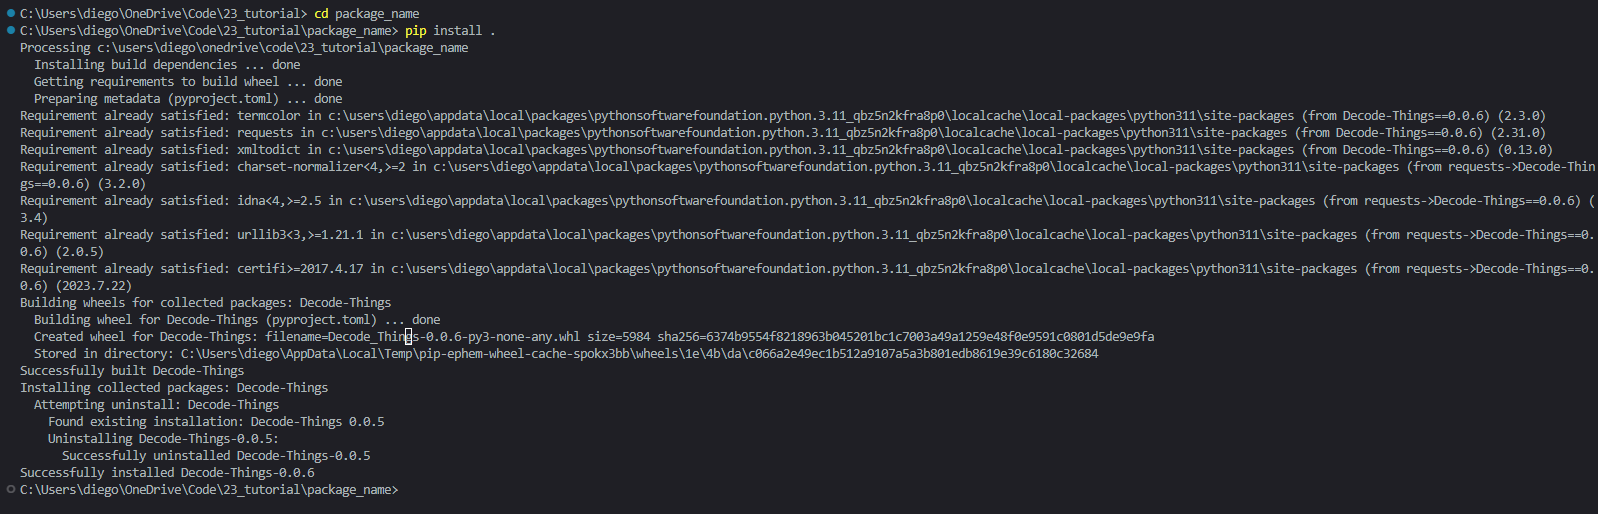 C:\Users\diego\OneDrive\Code\23_tutorial> cd package_name
C:\Users\diego\OneDrive\Code\23_tutorial\package_name> pip install .
Processing c:\users\diego\onedrive\code\23_tutorial\package_name
  Installing build dependencies ... done
  Getting requirements to build wheel ... done
  Preparing metadata (pyproject.toml) ... done
Requirement already satisfied: termcolor in c:\users\diego\appdata\local\packages\pythonsoftwarefoundation.python.3.11_qbz5n2kfra8p0\localcache\local-packages\python311\site-packages (from Decode-Things==0.0.6) (2.3.0)
Requirement already satisfied: requests in c:\users\diego\appdata\local\packages\pythonsoftwarefoundation.python.3.11_qbz5n2kfra8p0\localcache\local-packages\python311\site-packages (from Decode-Things==0.0.6) (2.31.0)
Requirement already satisfied: xmltodict in c:\users\diego\appdata\local\packages\pythonsoftwarefoundation.python.3.11_qbz5n2kfra8p0\localcache\local-packages\python311\site-packages (from Decode-Things==0.0.6) (0.13.0)
Requirement already satisfied: charset-normalizer<4,>=2 in c:\users\diego\appdata\local\packages\pythonsoftwarefoundation.python.3.11_qbz5n2kfra8p0\localcache\local-packages\python311\site-packages (from requests->Decode-Thin
gs==0.0.6) (3.2.0)
Requirement already satisfied: idna<4,>=2.5 in c:\users\diego\appdata\local\packages\pythonsoftwarefoundation.python.3.11_qbz5n2kfra8p0\localcache\local-packages\python311\site-packages (from requests->Decode-Things==0.0.6) (
3.4)
Requirement already satisfied: urllib3<3,>=1.21.1 in c:\users\diego\appdata\local\packages\pythonsoftwarefoundation.python.3.11_qbz5n2kfra8p0\localcache\local-packages\python311\site-packages (from requests->Decode-Things==0.
0.6) (2.0.5)
Requirement already satisfied: certifi>=2017.4.17 in c:\users\diego\appdata\local\packages\pythonsoftwarefoundation.python.3.11_qbz5n2kfra8p0\localcache\local-packages\python311\site-packages (from requests->Decode-Things==0.
0.6) (2023.7.22)
Building wheels for collected packages: Decode-Things
  Building wheel for Decode-Things (pyproject.toml) ... done
  Created wheel for Decode-Things: filename=Decode_Things-0.0.6-py3-none-any.whl size=5984 sha256=6374b9554f8218963b045201bc1c7003a49a1259e48f0e9591c0801d5de9e9fa
  Stored in directory: C:\Users\diego\AppData\Local\Temp\pip-ephem-wheel-cache-spokx3bb\wheels\1e\4b\da\c066a2e49ec1b512a9107a5a3b801edb8619e39c6180c32684
Successfully built Decode-Things
Installing collected packages: Decode-Things
  Attempting uninstall: Decode-Things
    Found existing installation: Decode-Things 0.0.5
    Uninstalling Decode-Things-0.0.5:
      Successfully uninstalled Decode-Things-0.0.5
Successfully installed Decode-Things-0.0.6
C:\Users\diego\OneDrive\Code\23_tutorial\package_name>